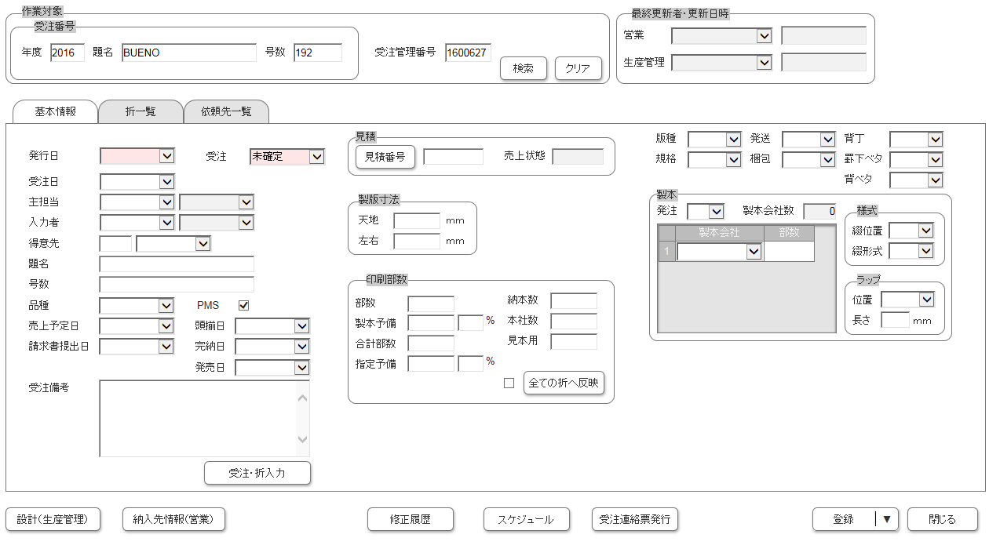 作業対象
受注番号
年度 2016 題名 BUENO 号数 192 受注管理番号 1600627
検索 クリア
最終更新者・更新日時
営業
生産管理
基本情報 折一覧 依頼先一覧
発行日 受注 未確定
受注日
主担当
入力者
得意先
題名
号数
品種 PMS
売上予定日 頭揃日
請求書提出日 完納日
発売日
受注備考
受注・折入力
見積
見積番号 売上状態
製版寸法
天地 mm
左右 mm
印刷部数
部数 納本数
製本予備 % 本社数
合計部数 見本用
指定予備 %
全ての折へ反映
版種 発送 背丁
規格 梱包 罫下ベタ
背ベタ
製本
発注 製本会社数 0
製本会社 部数
1
様式
綴位置
綴形式
ラップ
位置
長さ mm
設計(生産管理) 納入先情報(営業) 修正履歴 スケジュール 受注連絡票発行 登録 ▼ 閉じる